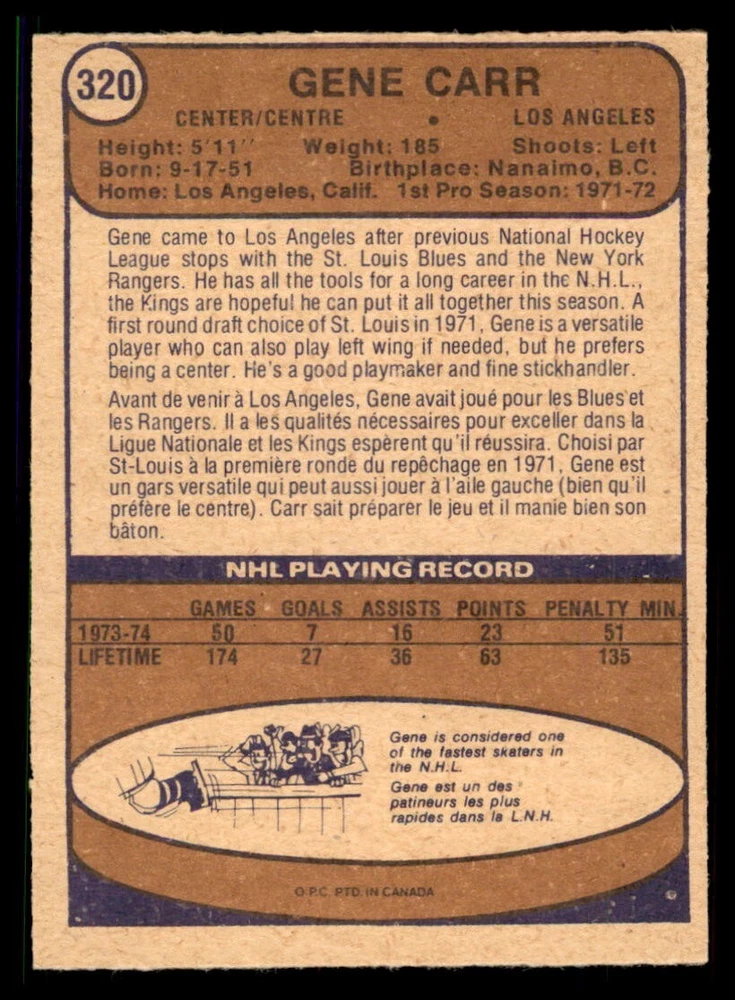 320
GENE CARR
CENTER/CENTRE • LOS ANGELES
Height: 5'11" Weight: 185 Shoots: Left
Born: 9-17-51 Birthplace: Nanaimo, B.C.
Home: Los Angeles, Calif. 1st Pro Season: 1971-72
Gene came to Los Angeles after previous National Hockey
League stops with the St. Louis Blues and the New York
Rangers. He has all the tools for a long career in the N.H.L.,
the Kings are hopeful he can put it all together this season. A
first round draft choice of St. Louis in 1971, Gene is a versatile
player who can also play left wing if needed, but he prefers
being a center. He's a good playmaker and fine stickhandler.
Avant de venir à Los Angeles, Gene avait joué pour les Blues et
les Rangers. Il a les qualités nécessaires pour exceller dans la
Ligue Nationale et les Kings espèrent qu'il réussira. Choisi par
St-Louis à la première ronde du repêchage en 1971, Gene est
un gars versatile qui peut aussi jouer à l'aile gauche (bien qu'il
préfère le centre). Carr sait préparer le jeu et il manie bien son
bâton.
NHL PLAYING RECORD
GAMES GOALS ASSISTS POINTS PENALTY MIN.
1973-74 50 7 16 23 51
LIFETIME 174 27 36 63 135
Gene is considered one
of the fastest skaters in
the N.H.L.
Gene est un des
patineurs les plus
rapides dans la L.N.H.
O.P.C. PTD. IN CANADA